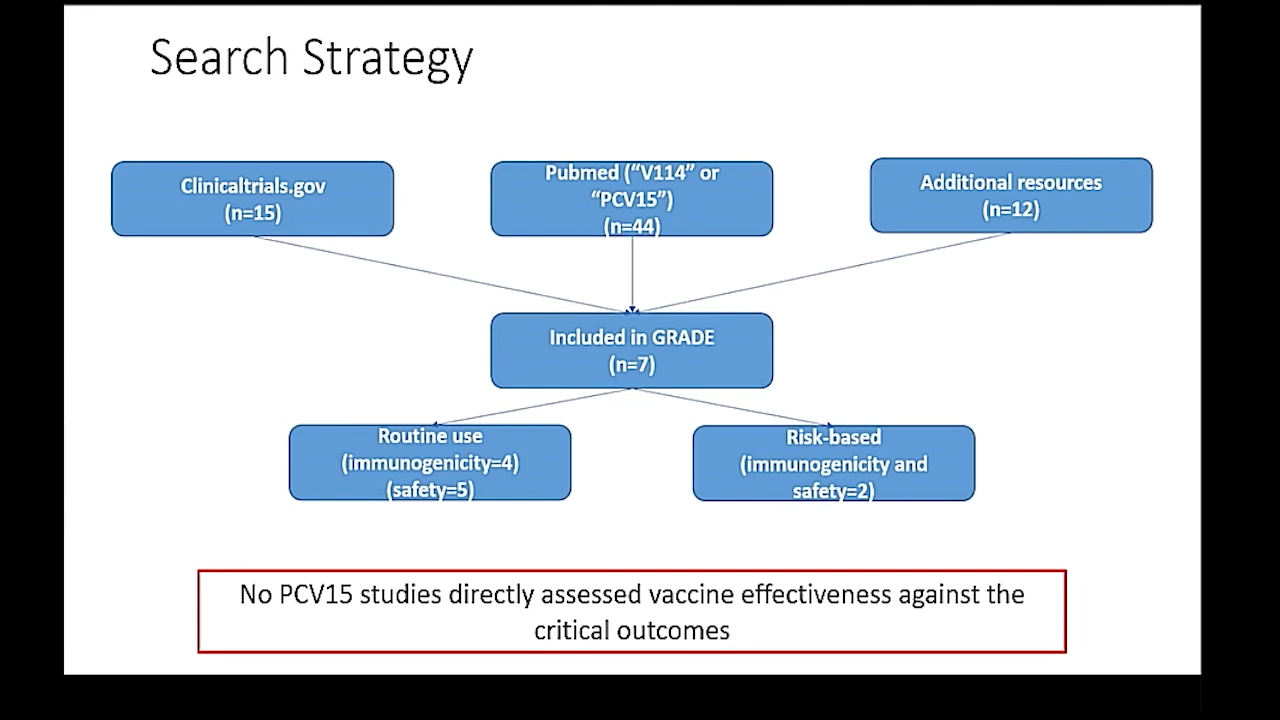 Search Strategy
Clinicaltrials.gov
(n=15)
Pubmed (“V114” or
“PCV15”)
(n=44)
Additional resources
(n=12)
Included in GRADE
(n=7)
Routine use
(immunogenicity=4)
(safety=5)
Risk-based
(immunogenicity and
safety=2)
No PCV15 studies directly assessed vaccine effectiveness against the
critical outcomes